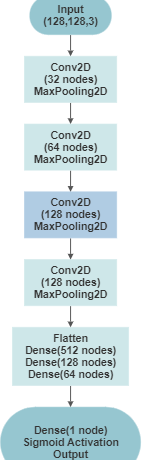 Input
(128,128,3)
Conv2D
(32 nodes)
MaxPooling2D
Conv2D
(64 nodes)
MaxPooling2D
Conv2D
(128 nodes)
MaxPooling2D
Conv2D
(128 nodes)
MaxPooling2D
Flatten
Dense(512 nodes)
Dense(128 nodes)
Dense(64 nodes)
Dense(1 node)
Sigmoid Activation
Output